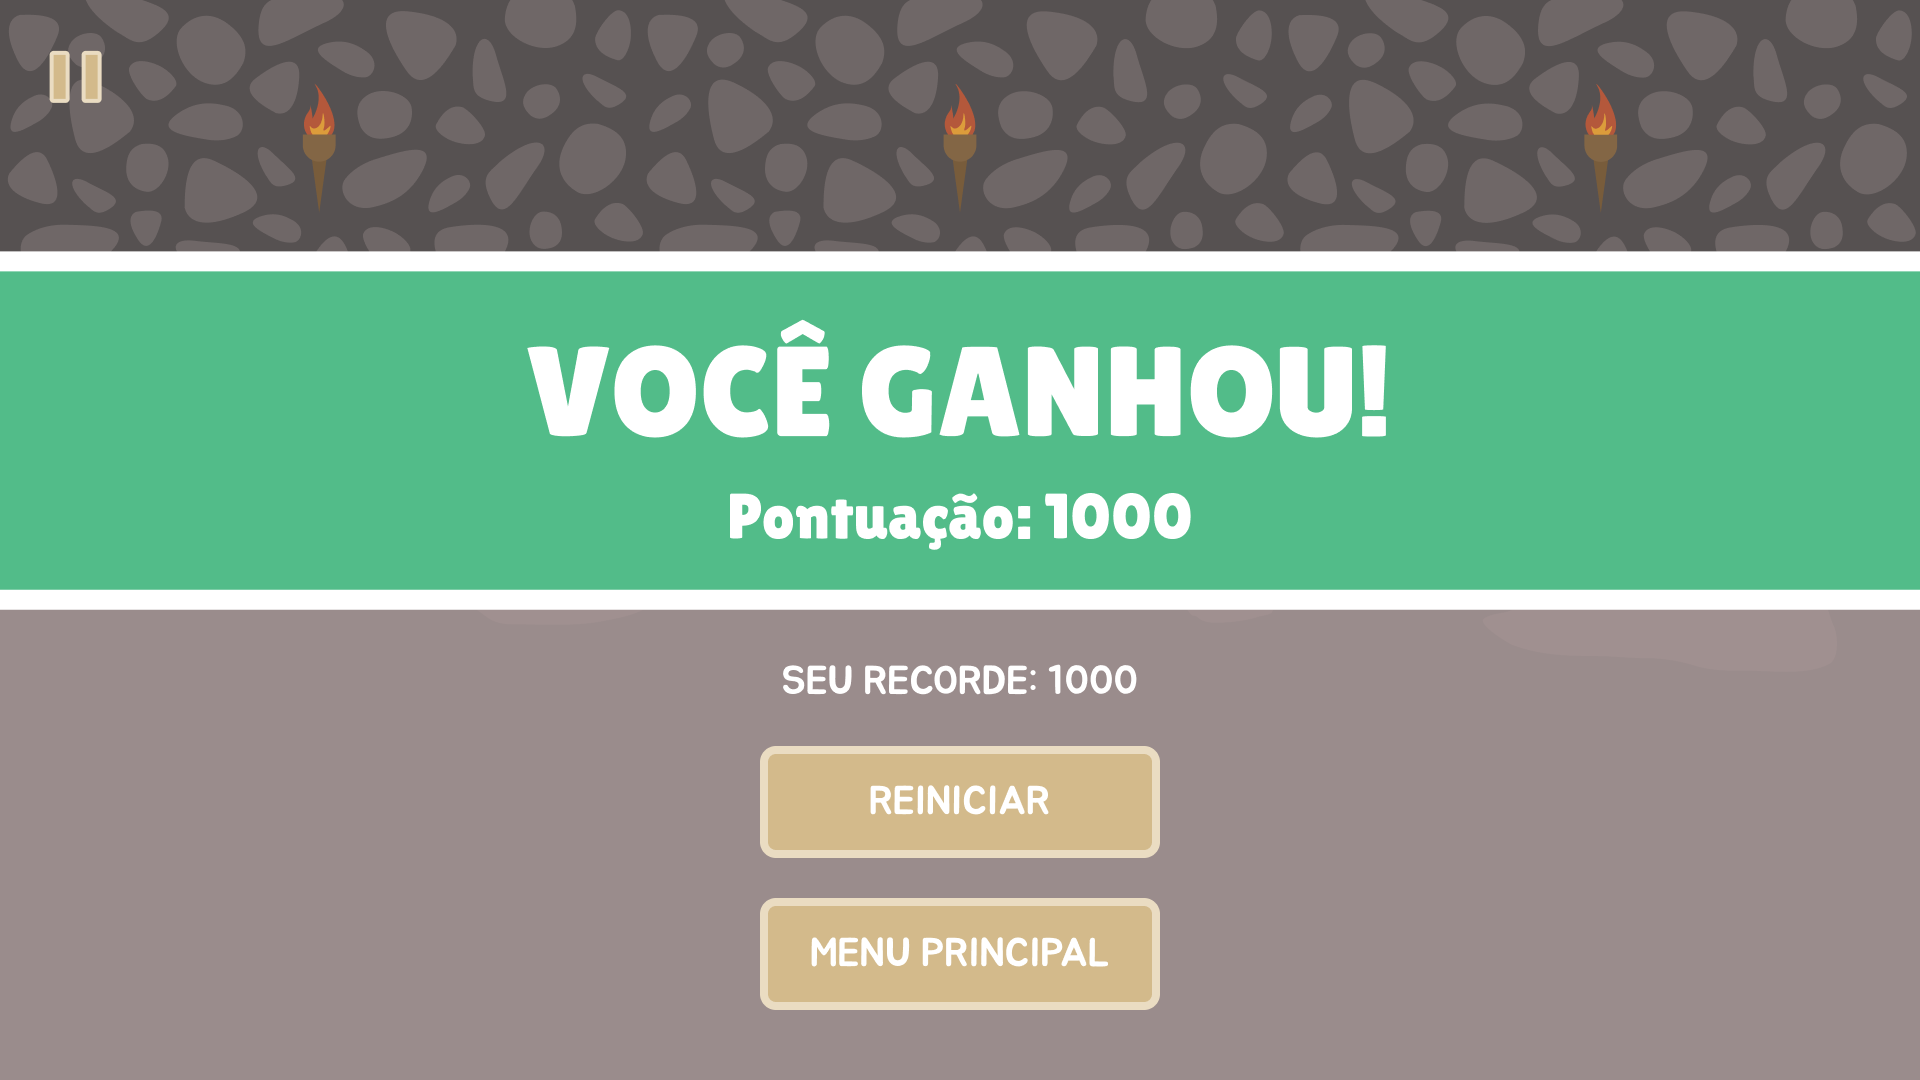 VOCÊ GANHOU!
Pontuação: 1000
SEU RECORDE: 1000
REINICIAR
MENU PRINCIPAL